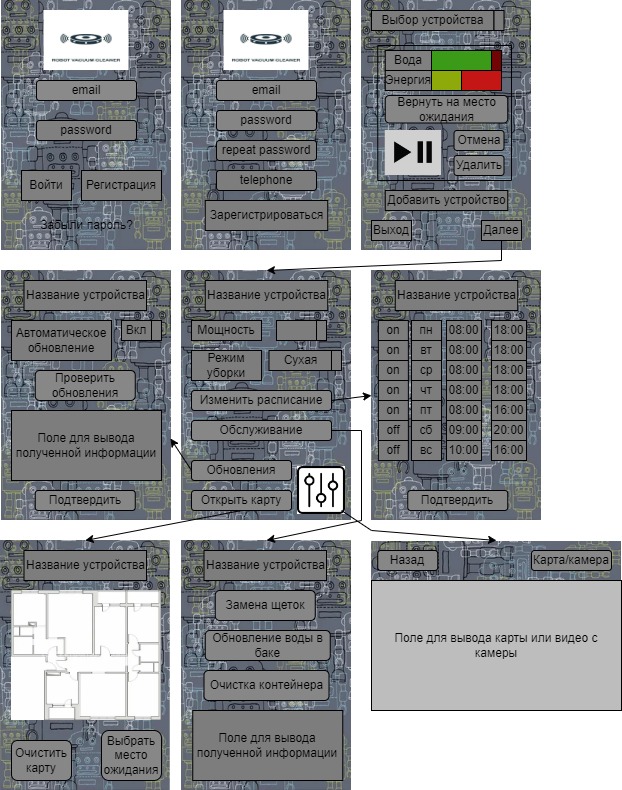 ROBOT VACUUM CLEANER
email
password
Войти
Регистрация
Забыли пароль?
ROBOT VACUUM CLEANER
email
password
repeat password
telephone
Зарегистрироваться
Выбор устройства
Вода
Энергия
Вернуть на место
ожидания
Отмена
Удалить
Добавить устройство
Выход
Далее
Название устройства
Автоматическое
обновление
Вкл
Проверить
обновления
Поле для вывода
полученной информации
Подтвердить
Название устройства
Мощность
Режим
уборки
Сухая
Изменить расписание
Обслуживание
Обновления
Открыть карту
Название устройства
on пн 08:00 18:00
on вт 08:00 18:00
on ср 08:00 18:00
on чт 08:00 18:00
on пт 08:00 16:00
off сб 09:00 20:00
off вс 10:00 16:00
Подтвердить
Название устройства
Очистить
карту
Выбрать
место
ожидания
Название устройства
Замена щеток
Обновление воды в
баке
Очистка контейнера
Поле для вывода
полученной информации
Назад
Карта/камера
Поле для вывода карты или видео с
камеры